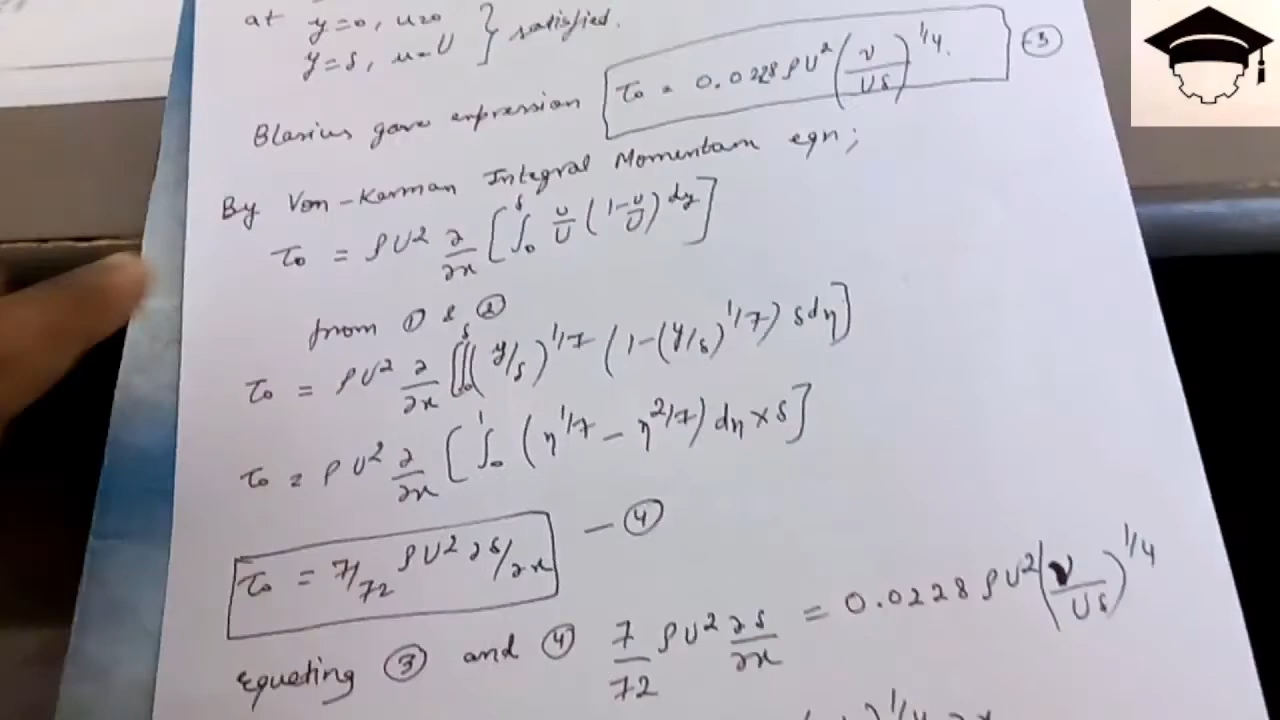 at y=0, u=0 } satisfied.
y=δ, u=U
Blasius gave expression τ₀ = 0.0228 ρU² (ν/Uδ)^1/4. -③
By Von-Karman Integral Momentam eqn;
τ₀ = ρU² ∂/∂x [∫₀^δ u/U (1-u/U) dy]
from ① & ②
τ₀ = ρU² ∂/∂x [∫₀^δ (y/δ)^1/7 (1-(y/δ)^1/7) δdη]
τ₀ = ρU² ∂/∂x [∫₀^1 (η^1/7 - η^2/7) dη × δ]
τ₀ = 7/72 ρU² ∂δ/∂x - ④
equating ③ and ④ 7/72 ρU² ∂δ/∂x = 0.0228 ρU² (ν/Uδ)^1/4